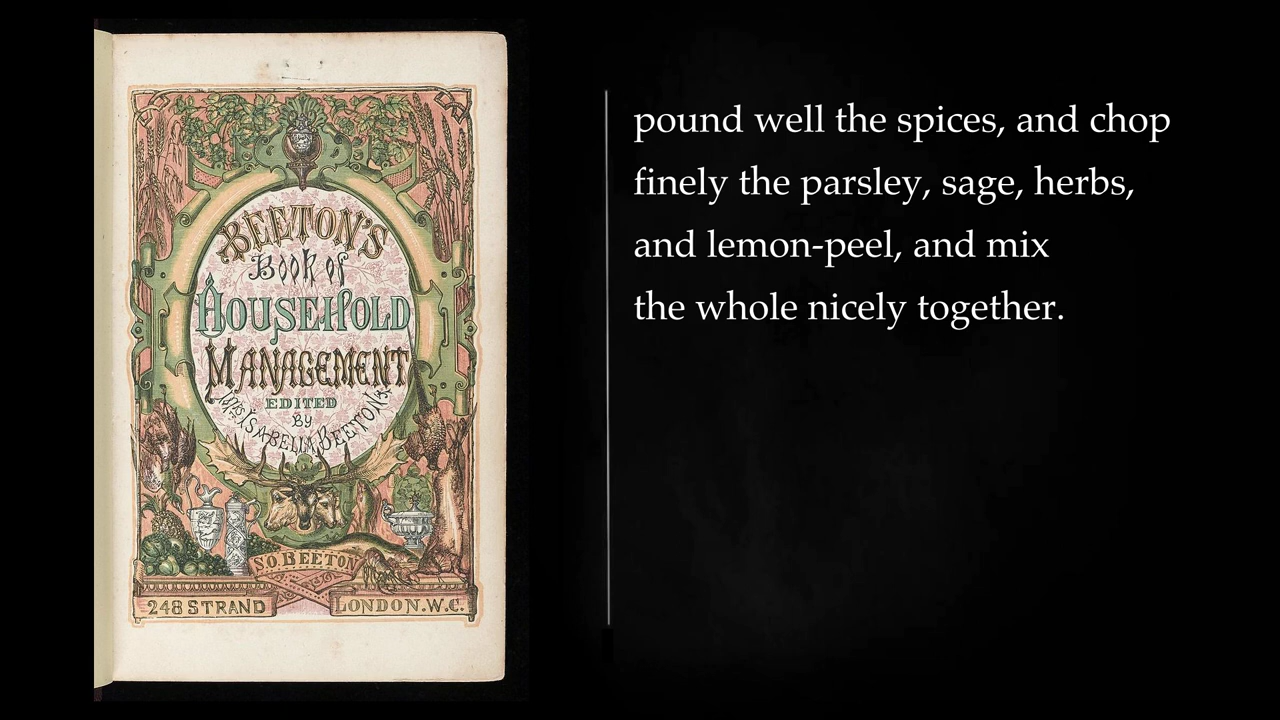 BEETON'S
Book of
HOUSEHOLD
MANAGEMENT
EDITED
BY
MRS ISABELLA BEETON
S.O. BEETON
248 STRAND
LONDON. W.C.
pound well the spices, and chop
finely the parsley, sage, herbs,
and lemon-peel, and mix
the whole nicely together.